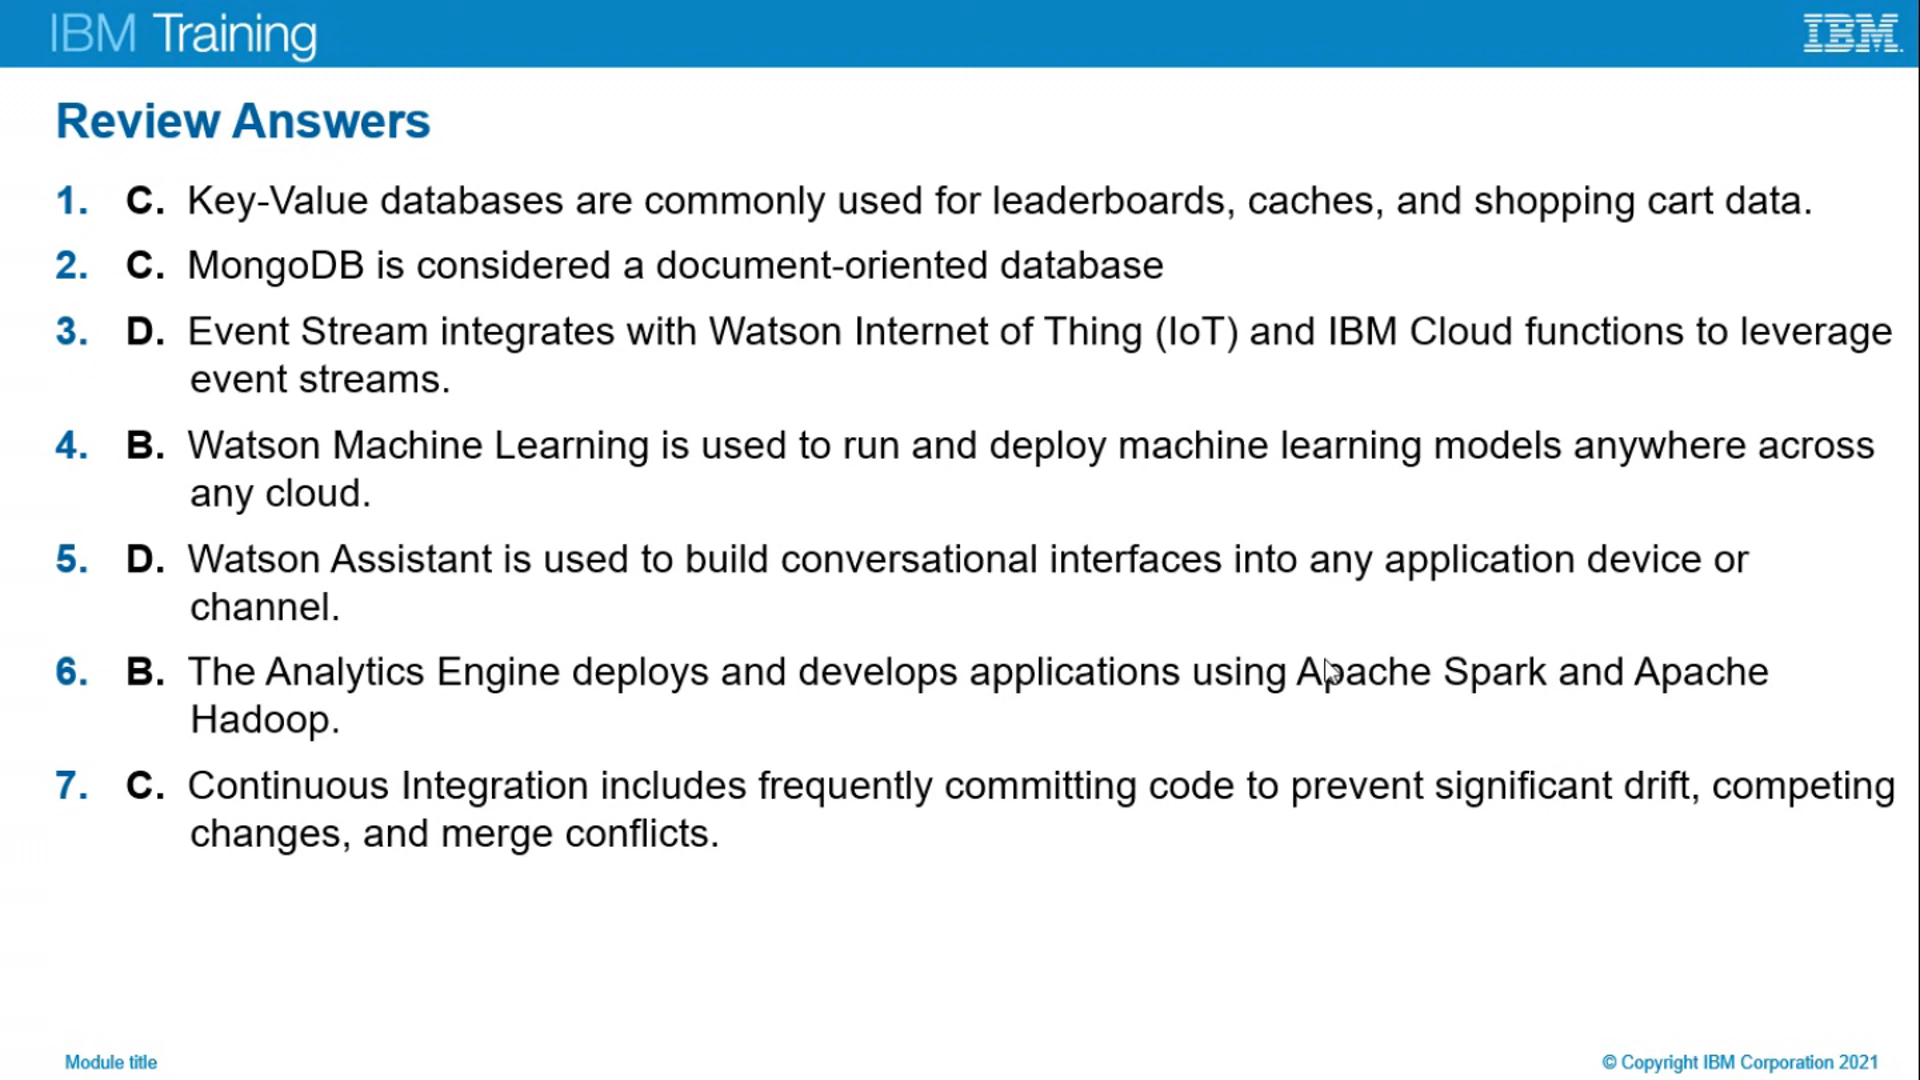 IBM Training
IBM
Review Answers
1. C. Key-Value databases are commonly used for leaderboards, caches, and shopping cart data.
2. C. MongoDB is considered a document-oriented database
3. D. Event Stream integrates with Watson Internet of Thing (IoT) and IBM Cloud functions to leverage
event streams.
4. B. Watson Machine Learning is used to run and deploy machine learning models anywhere across
any cloud.
5. D. Watson Assistant is used to build conversational interfaces into any application device or
channel.
6. B. The Analytics Engine deploys and develops applications using Apache Spark and Apache
Hadoop.
7. C. Continuous Integration includes frequently committing code to prevent significant drift, competing
changes, and merge conflicts.
Module title
© Copyright IBM Corporation 2021